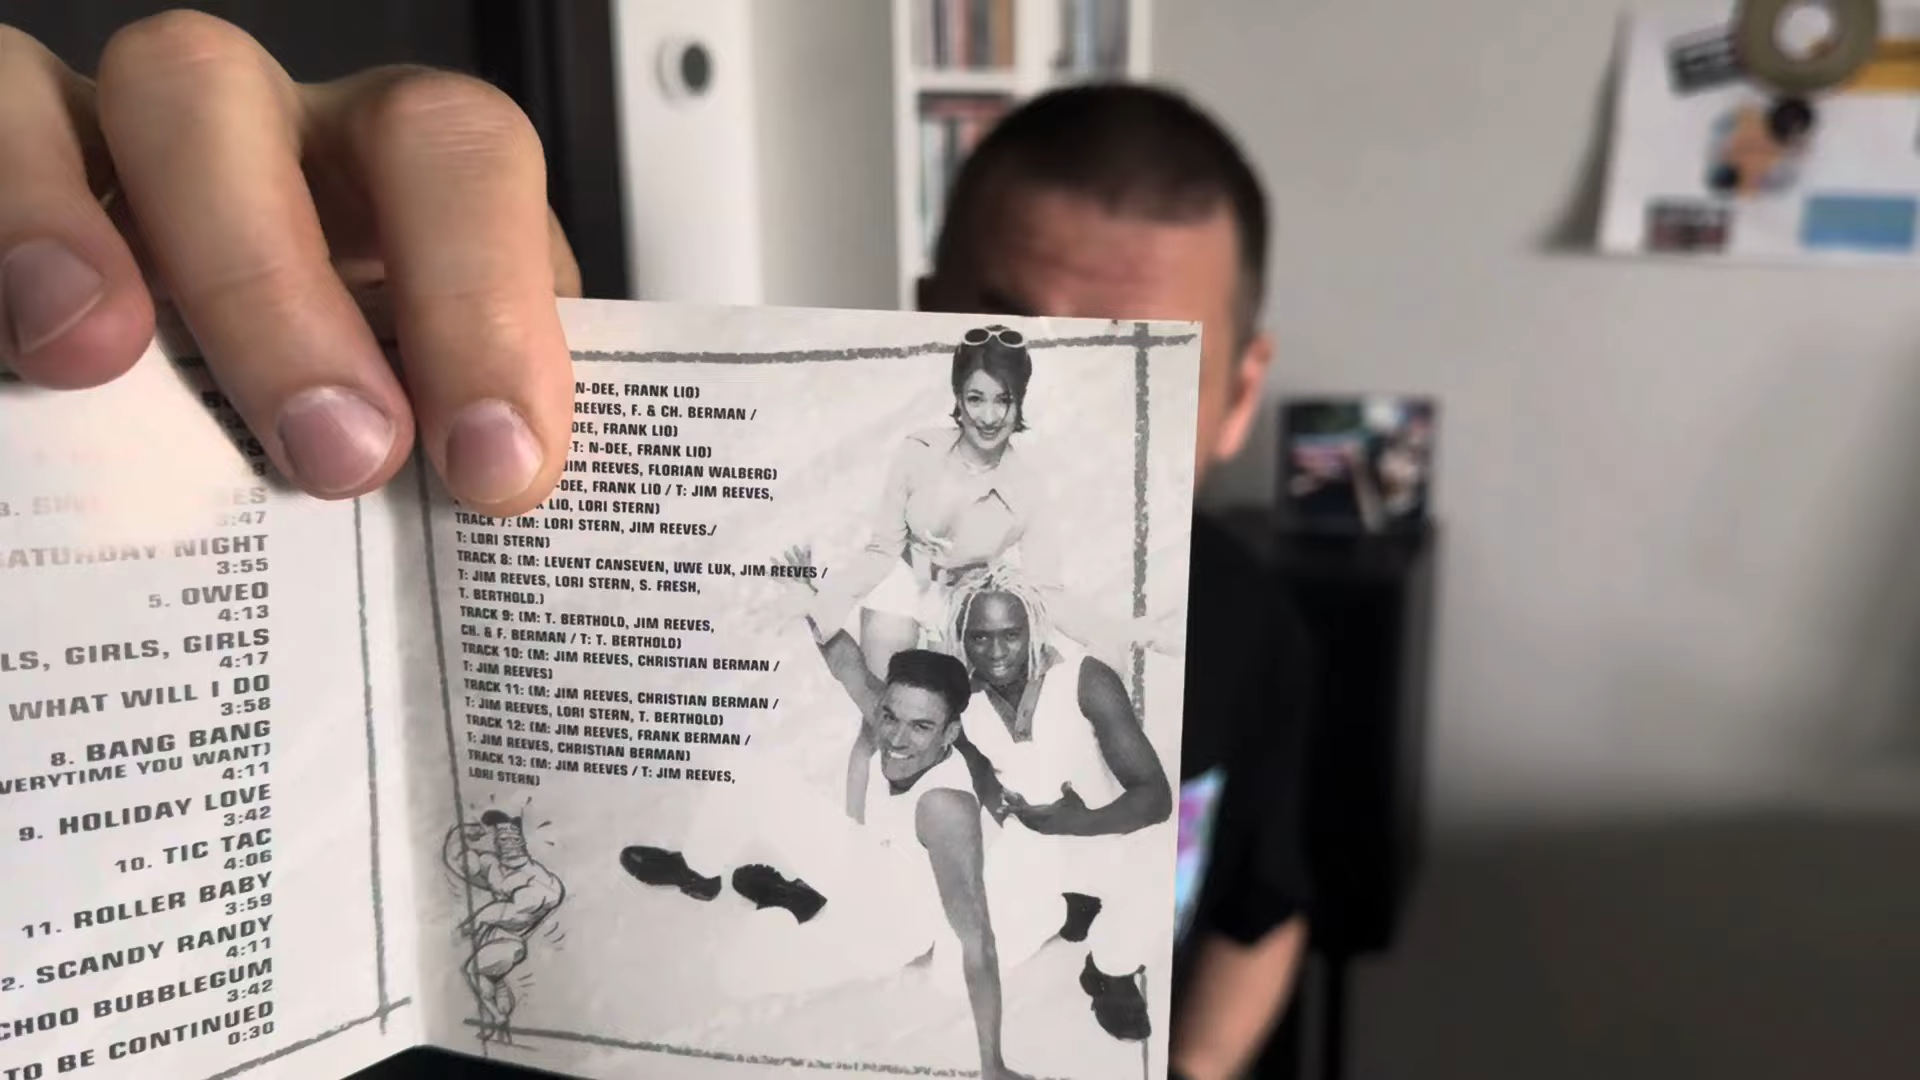 3:47
SATURDAY NIGHT
3:55
5. OWEO
4:13
LS, GIRLS, GIRLS
4:17
WHAT WILL I DO
3:58
8. BANG BANG
VERYTIME YOU WANT)
4:11
9. HOLIDAY LOVE
3:42
10. TIC TAC
4:06
11. ROLLER BABY
3:59
2. SCANDY RANDY
4:11
CHOO BUBBLEGUM
3:42
TO BE CONTINUED
0:30
N-DEE, FRANK LIO)
REEVES, F. & CH. BERMAN /
DEE, FRANK LIO)
-T: N-DEE, FRANK LIO)
JIM REEVES, FLORIAN WALBERG)
-DEE, FRANK LIO / T: JIM REEVES,
LIO, LORI STERN)
TRACK 7: (M: LORI STERN, JIM REEVES./
T: LORI STERN)
TRACK 8: (M: LEVENT CANSEVEN, UWE LUX, JIM REEVES /
T: JIM REEVES, LORI STERN, S. FRESH,
T. BERTHOLD.)
TRACK 9: (M: T. BERTHOLD, JIM REEVES,
CH. & F. BERMAN / T: T. BERTHOLD)
TRACK 10: (M: JIM REEVES, CHRISTIAN BERMAN /
T: JIM REEVES)
TRACK 11: (M: JIM REEVES, CHRISTIAN BERMAN /
T: JIM REEVES, LORI STERN, T. BERTHOLD)
TRACK 12: (M: JIM REEVES, FRANK BERMAN /
T: JIM REEVES, CHRISTIAN BERMAN)
TRACK 13: (M: JIM REEVES / T: JIM REEVES,
LORI STERN)